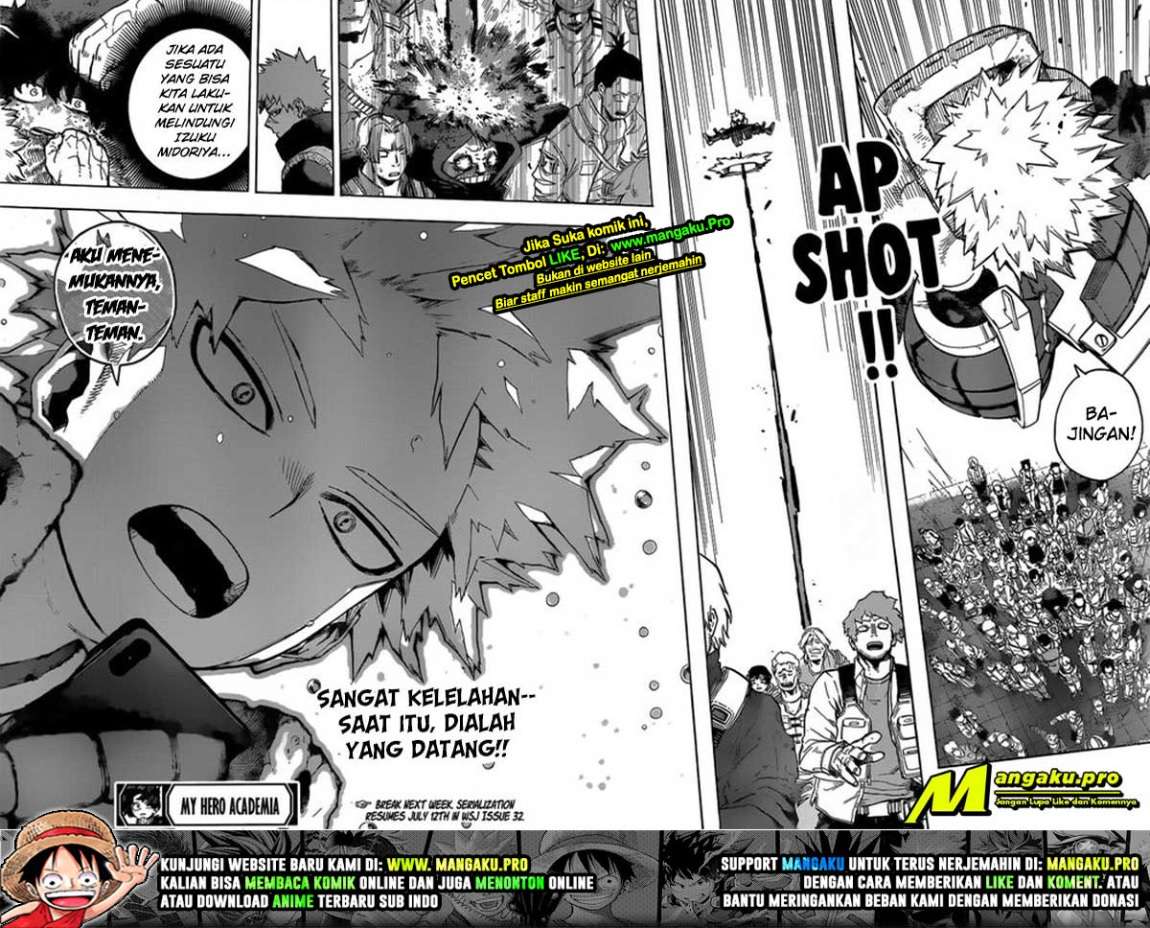 AP
SHOT
!!
BA-
JINGAN!
JIKA ADA
SESUATU
YANG BISA
KITA LAKU-
KAN UNTUK
MELINDUNGI
IZUKU
MIDORIYA...
AKU MENE-
MUKANNYA,
TEMAN-
TEMAN.
Jika Suka komik ini,
Pencet Tombol LIKE, Di: www.mangaku.Pro
Bukan di website lain
Biar staff makin semangat nerjemahin
SANGAT KELELAHAN--
SAAT ITU, DIALAH
YANG DATANG!!
MY HERO ACADEMIA
☞ BREAK NEXT WEEK. SERIALIZATION
RESUMES JULY 12TH IN WSJ ISSUE 32.
Mangaku.pro
Jangan Lupa Like dan Komennya
KUNJUNGI WEBSITE BARU KAMI DI: WWW. MANGAKU.PRO
KALIAN BISA MEMBACA KOMIK ONLINE DAN JUGA MENONTON ONLINE
ATAU DOWNLOAD ANIME TERBARU SUB INDO
SUPPORT MANGAKU UNTUK TERUS NERJEMAHIN DI: MANGAKU.PRO
DENGAN CARA MEMBERIKAN LIKE DAN KOMENT. ATAU
BANTU MERINGANKAN BEBAN KAMI DENGAN MEMBERIKAN DONASI